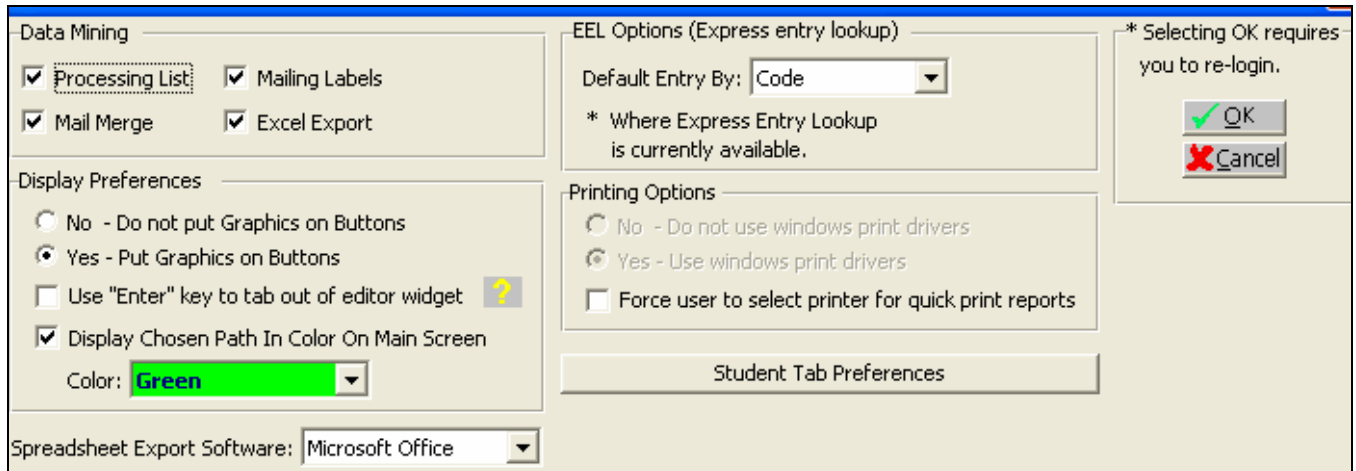 Data Mining
Processing List
Mailing Labels
Mail Merge
Excel Export
Display Preferences
No - Do not put Graphics on Buttons
Yes - Put Graphics on Buttons
Use "Enter" key to tab out of editor widget ?
Display Chosen Path In Color On Main Screen
Color: Green
Spreadsheet Export Software: Microsoft Office
EEL Options (Express entry lookup)
Default Entry By: Code
* Where Express Entry Lookup
is currently available.
Printing Options
No - Do not use windows print drivers
Yes - Use windows print drivers
Force user to select printer for quick print reports
Student Tab Preferences
* Selecting OK requires
you to re-login.
OK
Cancel